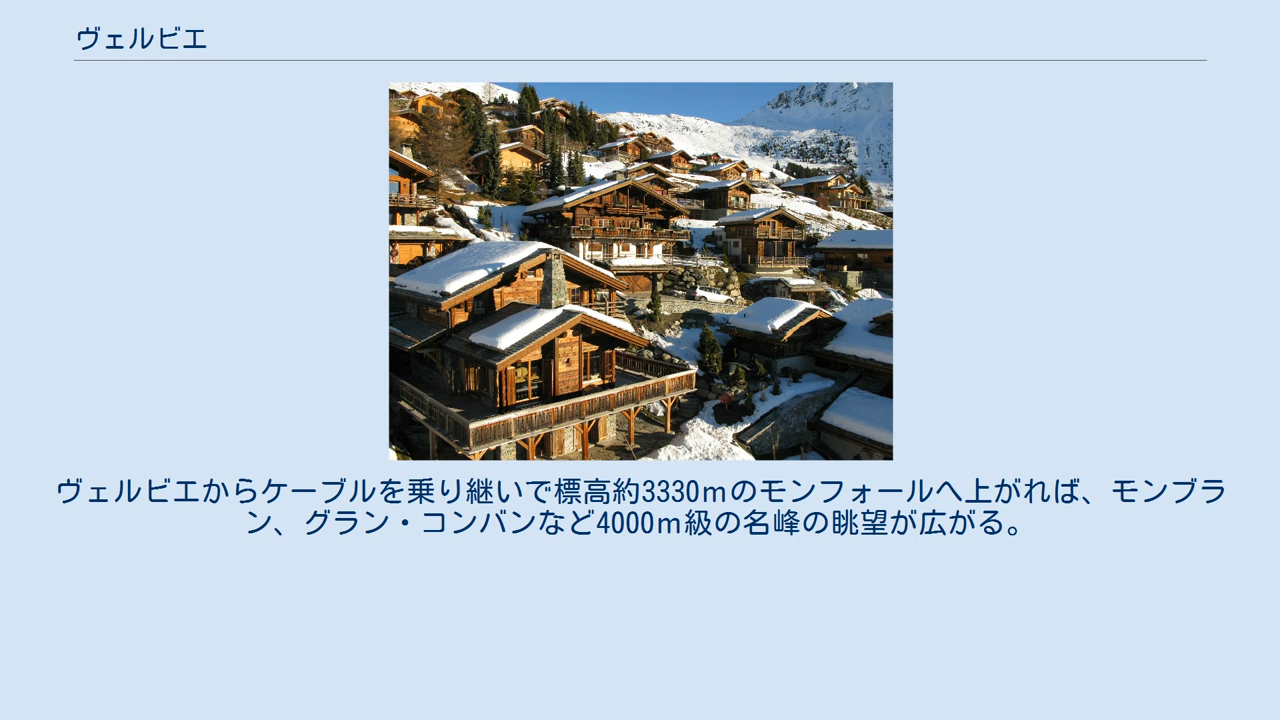 ヴェルビエ
ヴェルビエからケーブルを乗り継いで標高約3330ｍのモンフォールへ上がれば、モンブラ
ン、グラン・コンバンなど4000ｍ級の名峰の眺望が広がる。